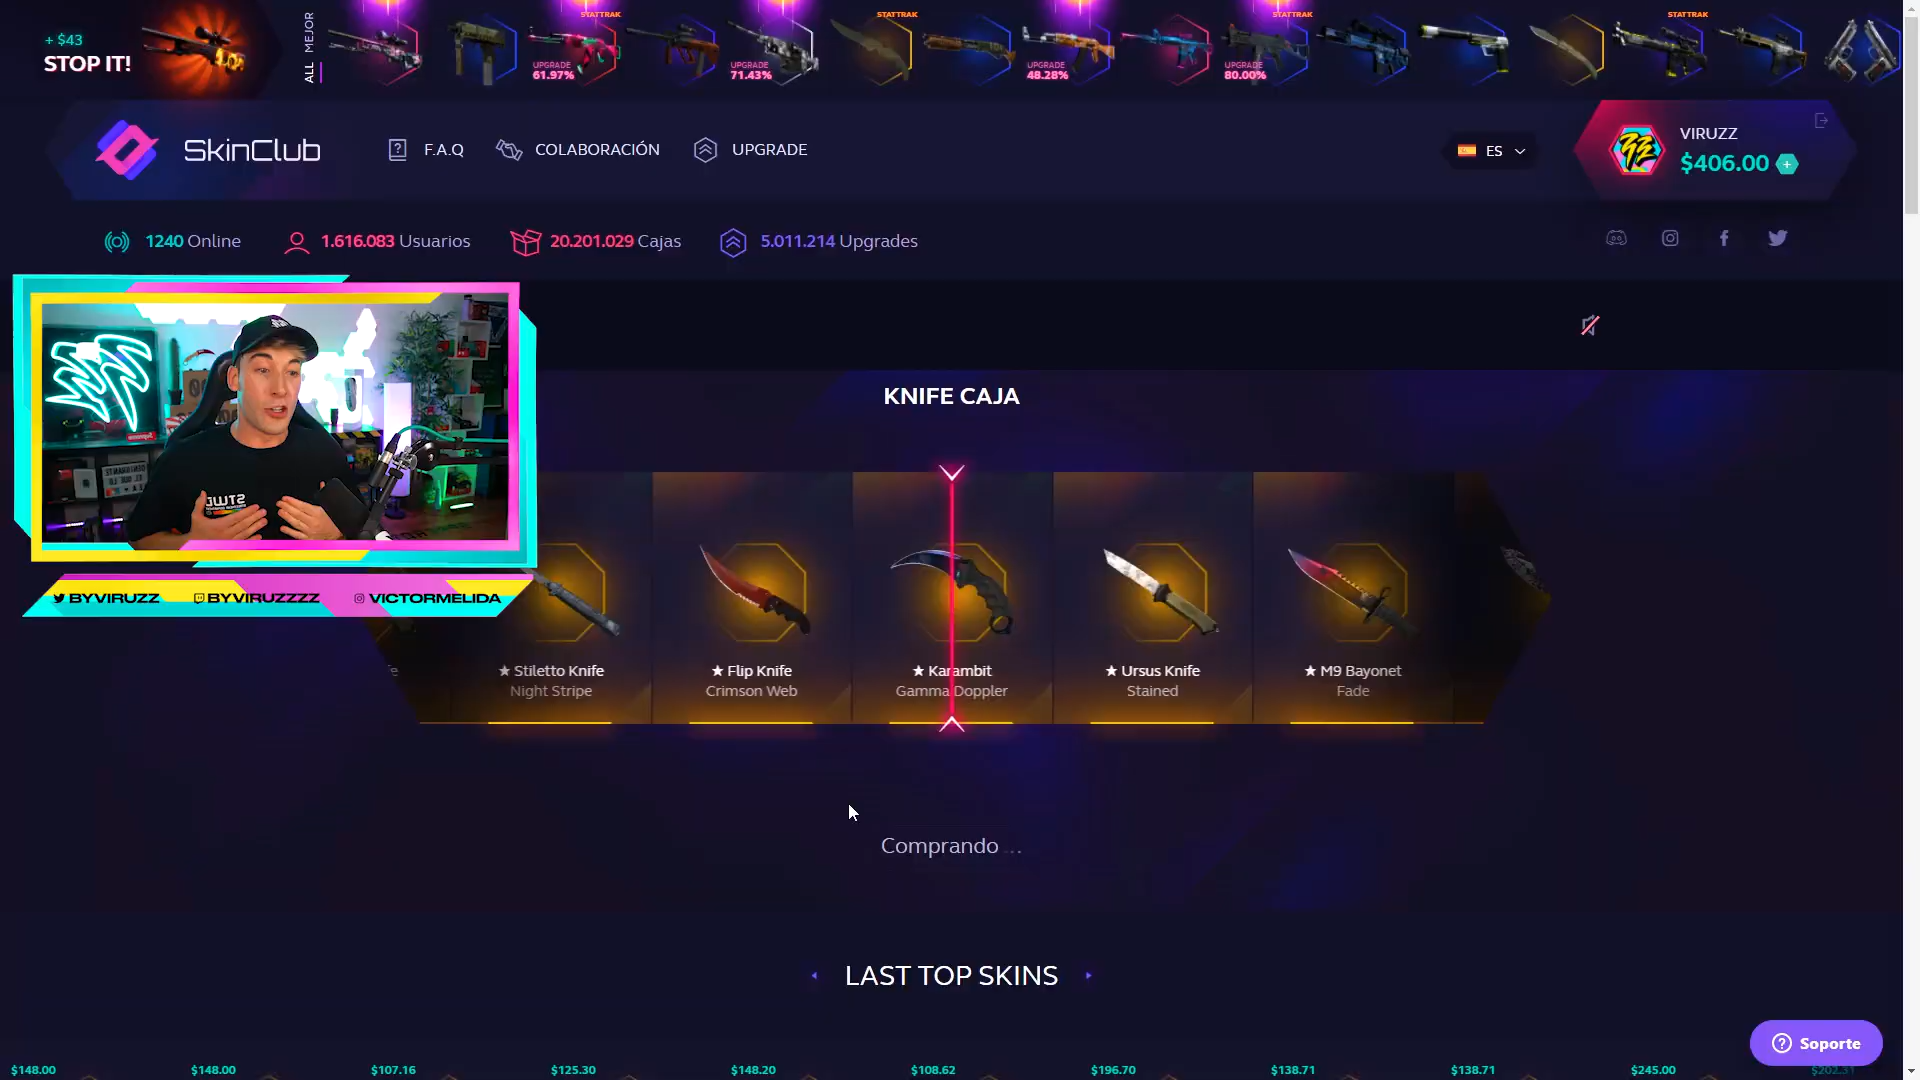 + $43
STOP IT!
ALL MEJOR
STATTRAK
UPGRADE
61.97%
UPGRADE
71.43%
STATTRAK
UPGRADE
48.28%
STATTRAK
UPGRADE
80.00%
STATTRAK
SkinClub
F.A.Q
COLABORACIÓN
UPGRADE
ES
VIRUZZ
$406.00
1240 Online
1.616.083 Usuarios
20.201.029 Cajas
5.011.214 Upgrades
KNIFE CAJA
BYVIRUZZ
BYVIRUZZZZ
VICTORMELIDA
★ Stiletto Knife
Night Stripe
★ Flip Knife
Crimson Web
★ Karambit
Gamma Doppler
★ Ursus Knife
Stained
★ M9 Bayonet
Fade
Comprando ...
LAST TOP SKINS
Soporte
$148.00
$148.00
$107.16
$125.30
$148.20
$108.62
$196.70
$138.71
$138.71
$245.00
$202.31